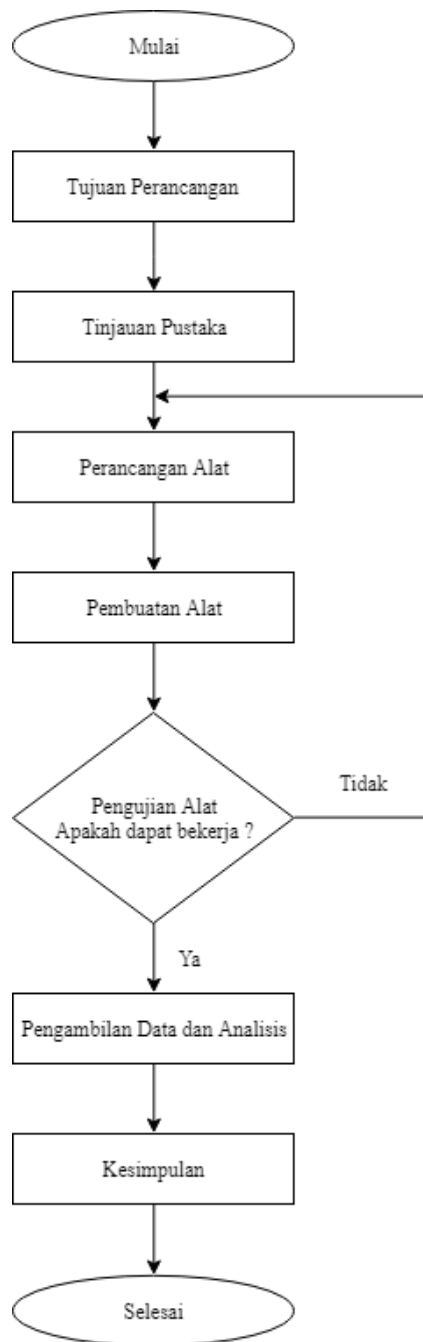 Mulai
Tujuan Perancangan
Tinjauan Pustaka
Perancangan Alat
Pembuatan Alat
Pengujian Alat
Apakah dapat bekerja ?
Tidak
Ya
Pengambilan Data dan Analisis
Kesimpulan
Selesai